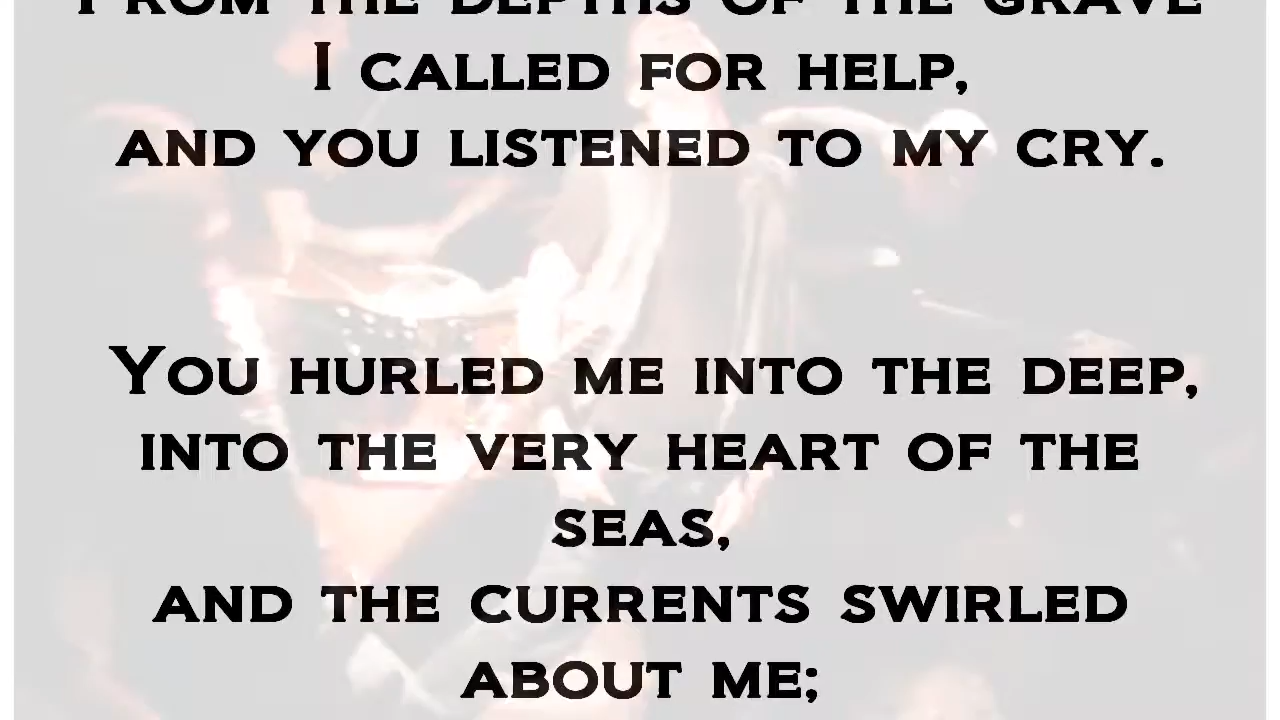 FROM THE DEPTHS OF THE GRAVE
I CALLED FOR HELP,
AND YOU LISTENED TO MY CRY.
YOU HURLED ME INTO THE DEEP,
INTO THE VERY HEART OF THE
SEAS,
AND THE CURRENTS SWIRLED
ABOUT ME;